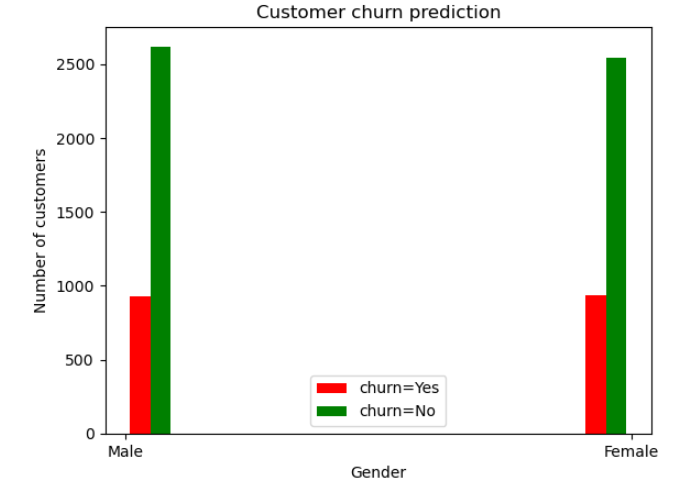 Customer churn prediction
Number of customers
2500
2000
1500
1000
500
0
churn=Yes
churn=No
Male
Female
Gender